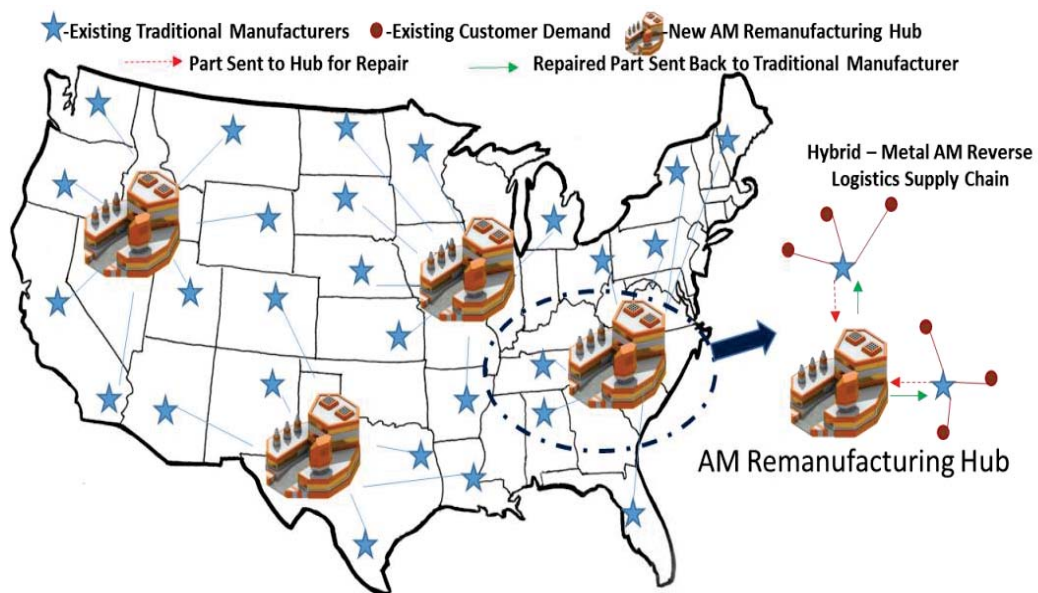 -Existing Traditional Manufacturers -Existing Customer Demand -New AM Remanufacturing Hub
Part Sent to Hub for Repair Repaired Part Sent Back to Traditional Manufacturer
Hybrid – Metal AM Reverse
Logistics Supply Chain
AM Remanufacturing Hub